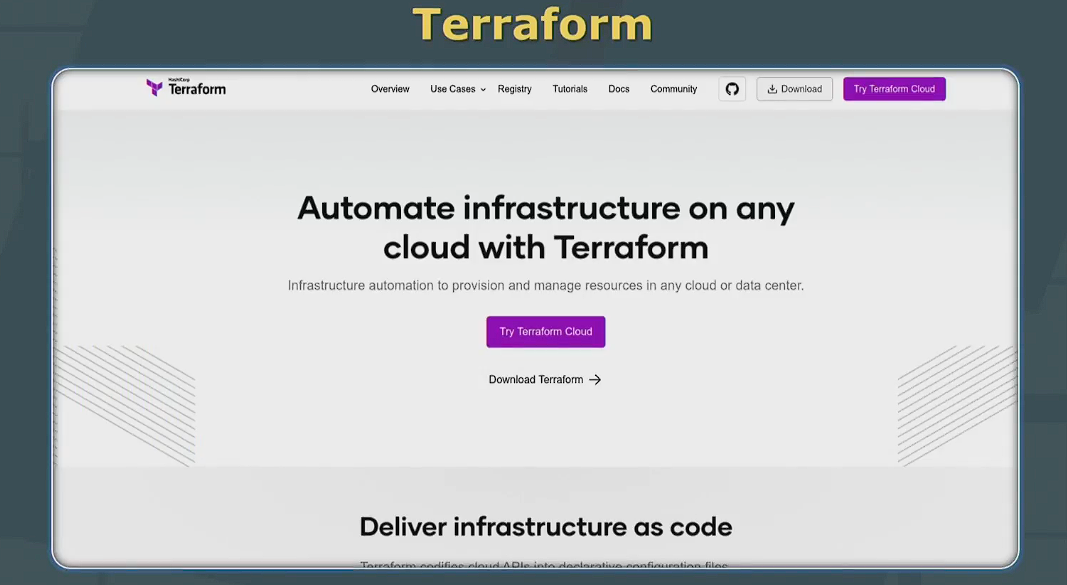 Terraform
HashiCorp
Terraform
Overview
Use Cases
Registry
Tutorials
Docs
Community
Download
Try Terraform Cloud
Automate infrastructure on any
cloud with Terraform
Infrastructure automation to provision and manage resources in any cloud or data center.
Try Terraform Cloud
Download Terraform
Deliver infrastructure as code
Terraform codifies cloud APIs into declarative configuration files.